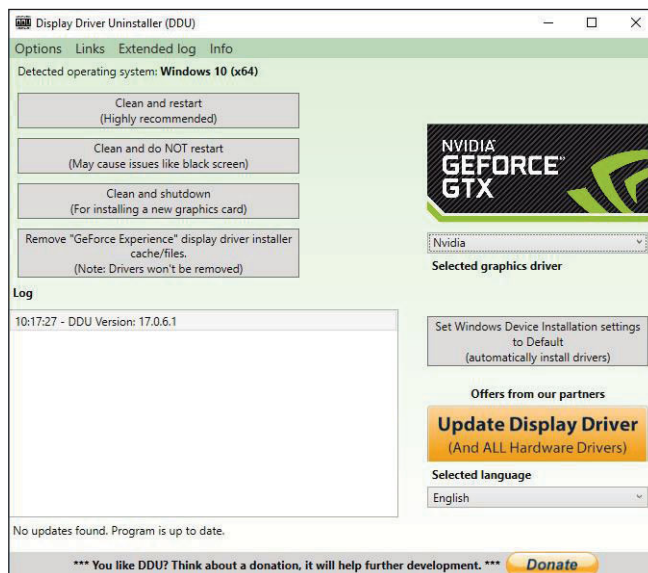 Display Driver Uninstaller (DDU)
Options Links Extended log Info
Detected operating system: Windows 10 (x64)
Clean and restart
(Highly recommended)
Clean and do NOT restart
(May cause issues like black screen)
Clean and shutdown
(For installing a new graphics card)
Remove "GeForce Experience" display driver installer
cache/files.
(Note: Drivers won't be removed)
NVIDIA
GEFORCE
GTX
Nvidia
Selected graphics driver
Log
10:17:27 - DDU Version: 17.0.6.1
Set Windows Device Installation settings
to Default
(automatically install drivers)
Offers from our partners
Update Display Driver
(And ALL Hardware Drivers)
Selected language
English
No updates found. Program is up to date.
*** You like DDU? Think about a donation, it will help further development. *** Donate